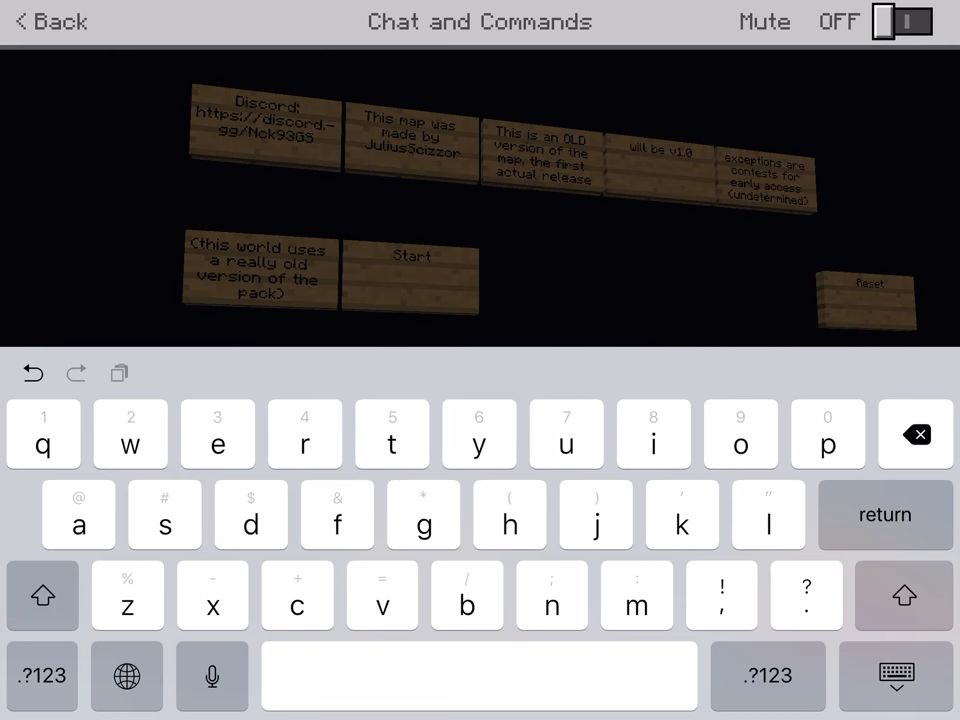 < Back
Chat and Commands
Mute OFF
Discord:
https://discord.-
gg/Nck93GS
This map was
made by
JuliusScizzor
This is an OLD
version of the
map, the first
actual release
will be v1.0
exceptions are
contests for
early access
(undetermined)
(this world uses
a really old
version of the
pack)
Start
Reset
1 2 3 4 5 6 7 8 9 0
q w e r t y u i o p
@ # $ & * ( ) ' "
a s d f g h j k l return
% - + = / ; : ! ?
z x c v b n m , .
.?123 .?123